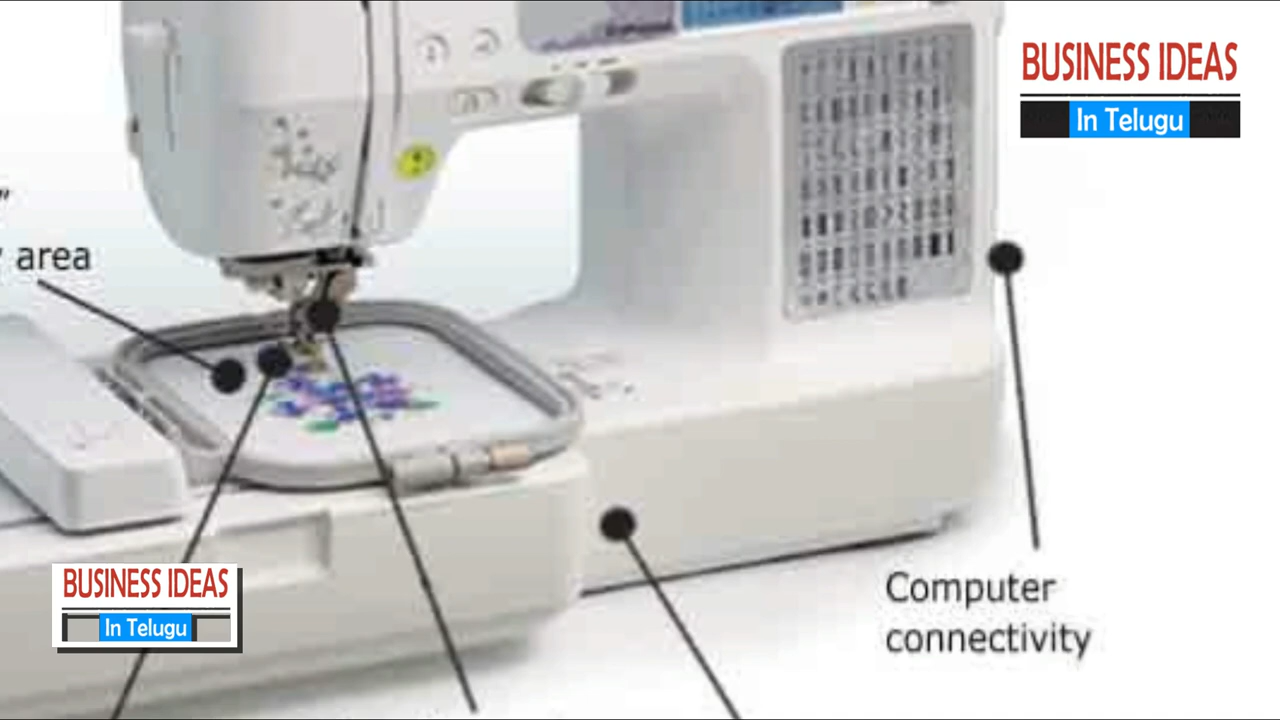 BUSINESS IDEAS
In Telugu
area
Computer
connectivity
BUSINESS IDEAS
In Telugu